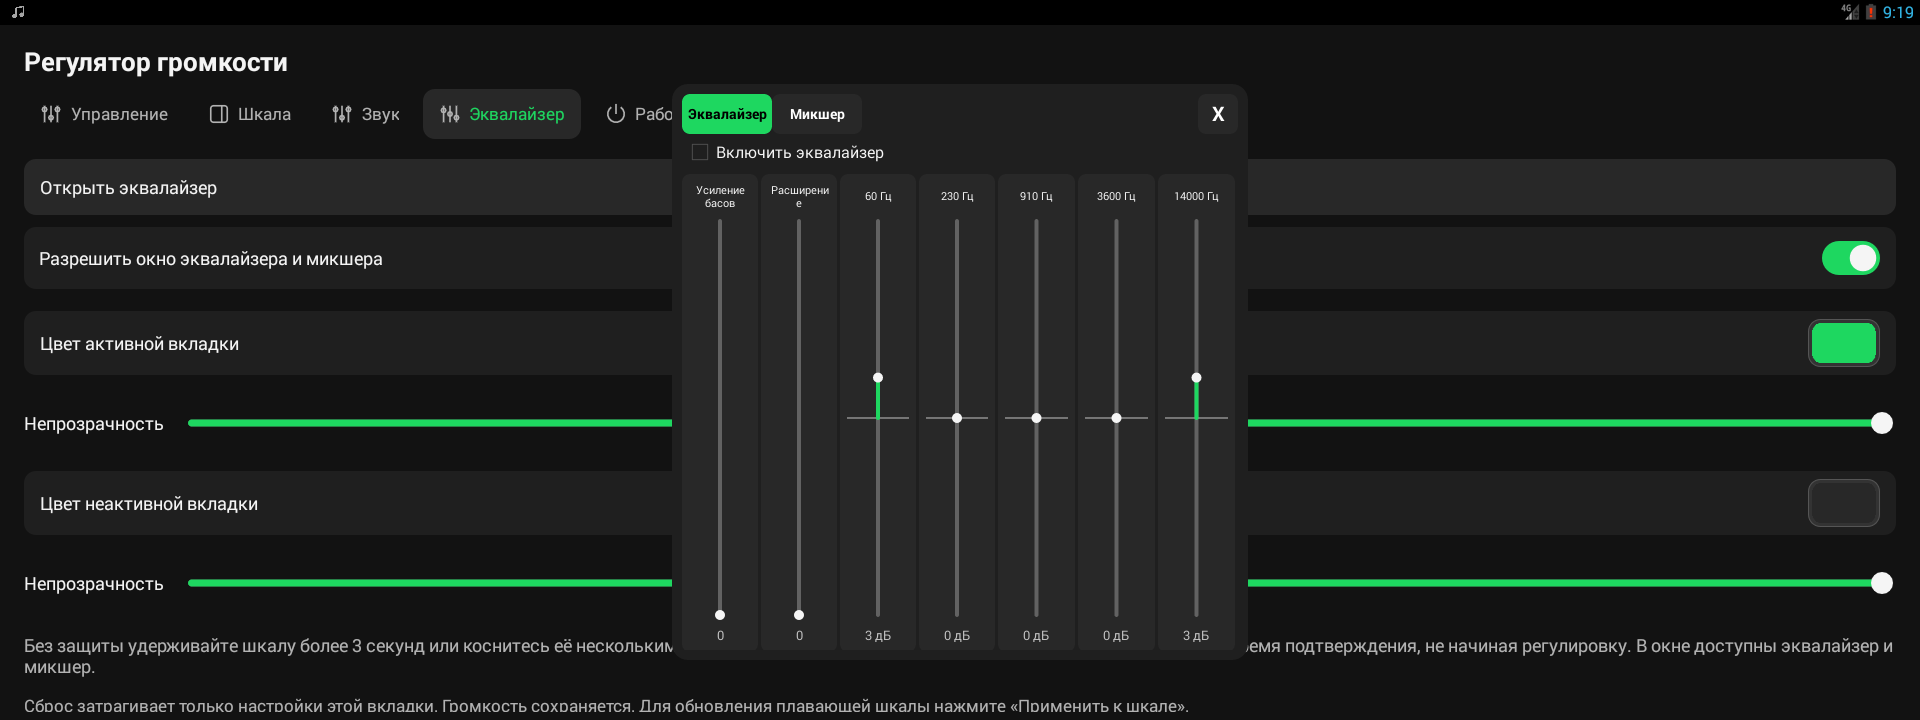 4G 9:19
Регулятор громкости
Управление
Шкала
Звук
Эквалайзер
Эквалайзер
Микшер
X
Включить эквалайзер
Открыть эквалайзер
Разрешить окно эквалайзера и микшера
Цвет активной вкладки
Непрозрачность
Цвет неактивной вкладки
Непрозрачность
Усиление
басов
Расширени
е
60 Гц
230 Гц
910 Гц
3600 Гц
14000 Гц
0
0
3 дБ
0 дБ
0 дБ
0 дБ
3 дБ
Без защиты удерживайте шкалу более 3 секунд или коснитесь её
подтверждения, не начиная регулировку. В окне доступны эквалайзер и
микшер.
Сброс затрагивает только настройки этой вкладки. Громкость сохраняется. Для обновления плавающей шкалы нажмите «Применить к шкале».